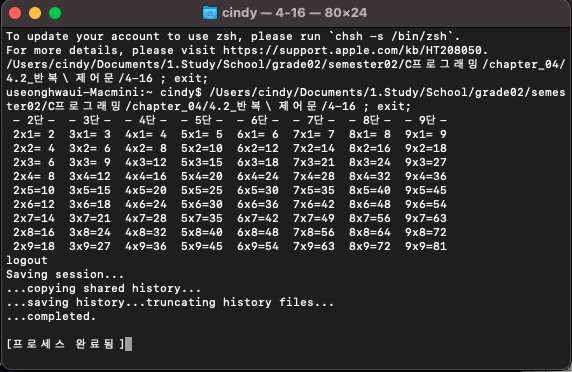 cindy — 4-16 — 80×24
To update your account to use zsh, please run `chsh -s /bin/zsh`.
For more details, please visit https://support.apple.com/kb/HT208050.
/Users/cindy/Documents/1.Study/School/grade02/semester02/C프로그래밍/chapter_04/
4.2_반복\ 제어문/4-16 ; exit;
useonghwaui-Macmini:~ cindy$ /Users/cindy/Documents/1.Study/School/grade02/semes
ter02/C프로그래밍/chapter_04/4.2_반복\ 제어문/4-16 ; exit;
- 2단 - - 3단 - - 4단 - - 5단 - - 6단 - - 7단 - - 8단 - - 9단 -
2x1= 2 3x1= 3 4x1= 4 5x1= 5 6x1= 6 7x1= 7 8x1= 8 9x1= 9
2x2= 4 3x2= 6 4x2= 8 5x2=10 6x2=12 7x2=14 8x2=16 9x2=18
2x3= 6 3x3= 9 4x3=12 5x3=15 6x3=18 7x3=21 8x3=24 9x3=27
2x4= 8 3x4=12 4x4=16 5x4=20 6x4=24 7x4=28 8x4=32 9x4=36
2x5=10 3x5=15 4x5=20 5x5=25 6x5=30 7x5=35 8x5=40 9x5=45
2x6=12 3x6=18 4x6=24 5x6=30 6x6=36 7x6=42 8x6=48 9x6=54
2x7=14 3x7=21 4x7=28 5x7=35 6x7=42 7x7=49 8x7=56 9x7=63
2x8=16 3x8=24 4x8=32 5x8=40 6x8=48 7x8=56 8x8=64 9x8=72
2x9=18 3x9=27 4x9=36 5x9=45 6x9=54 7x9=63 8x9=72 9x9=81
logout
Saving session...
...copying shared history...
...saving history...truncating history files...
...completed.
[프로세스 완료됨]